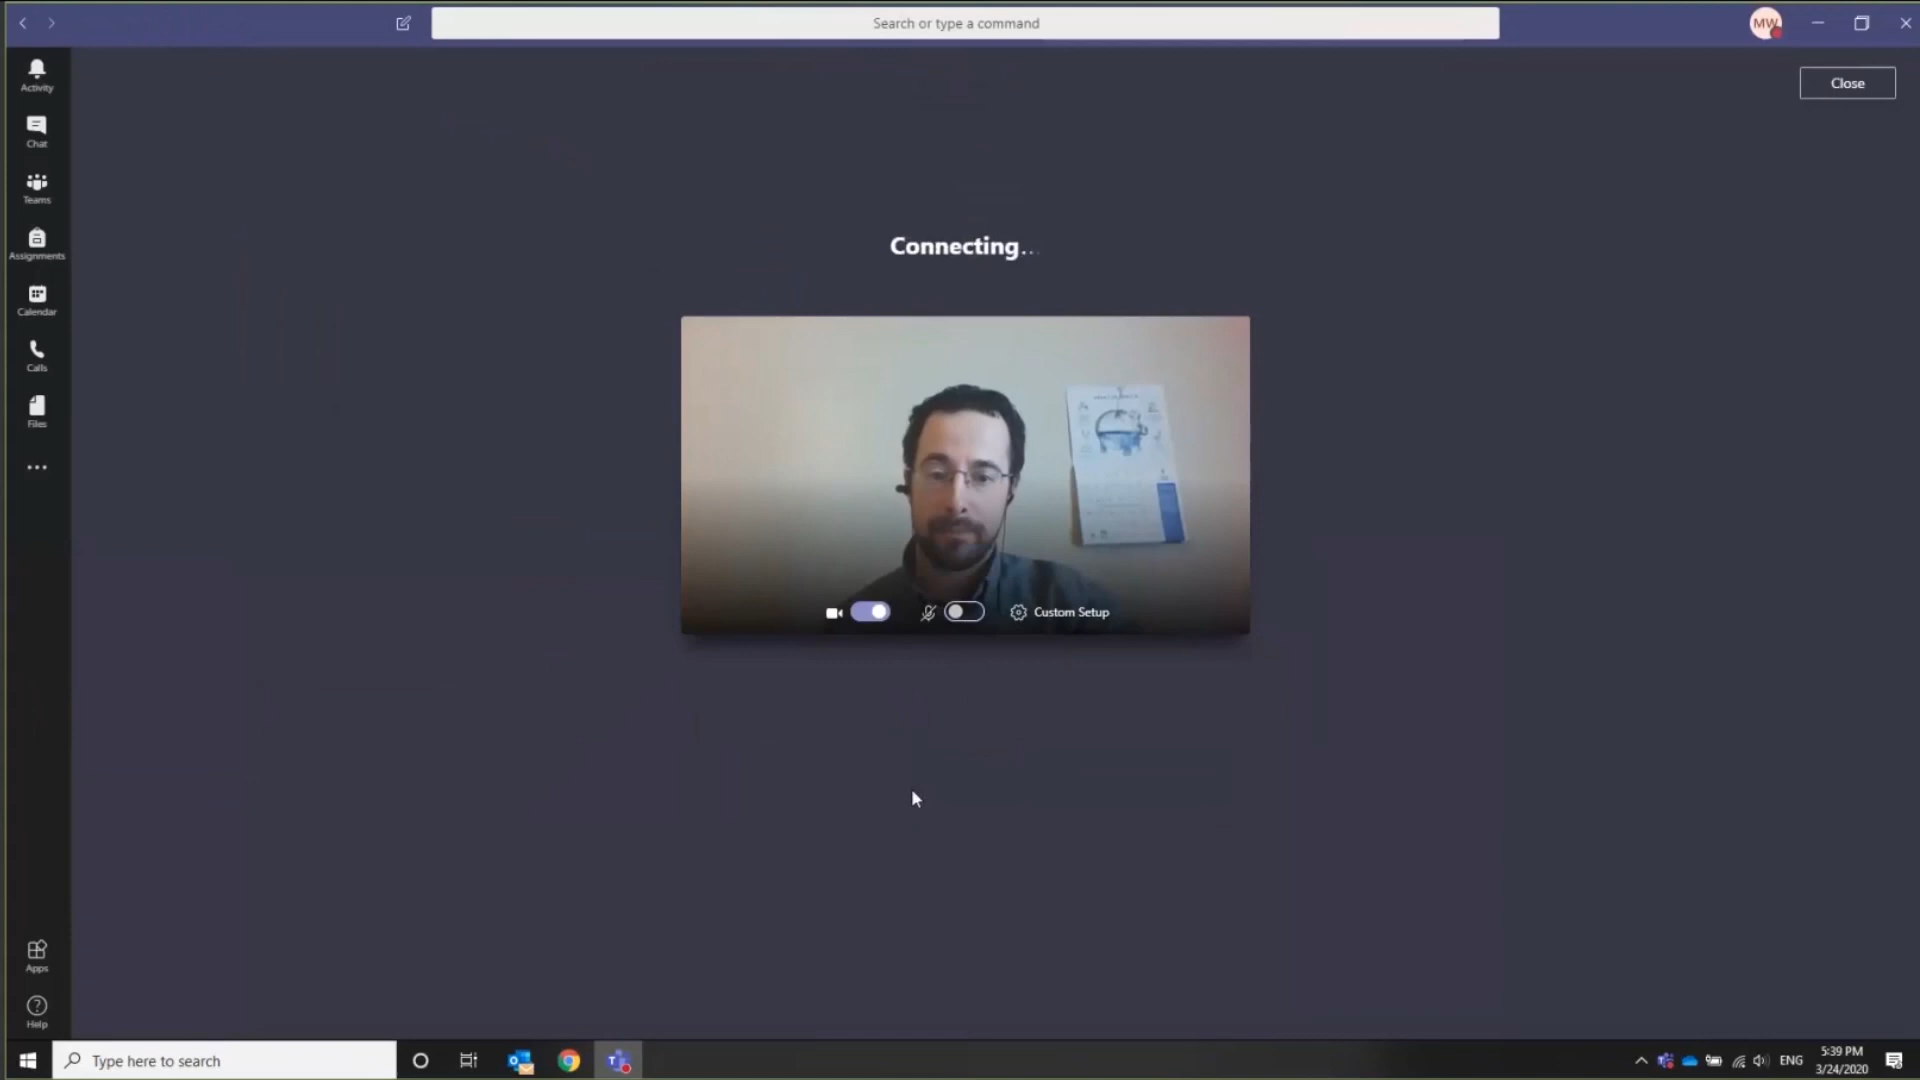 Search or type a command
MW
Close
Activity
Chat
Teams
Assignments
Calendar
Calls
Files
Connecting...
Custom Setup
Apps
Help
Type here to search
ENG
5:39 PM
3/24/2020